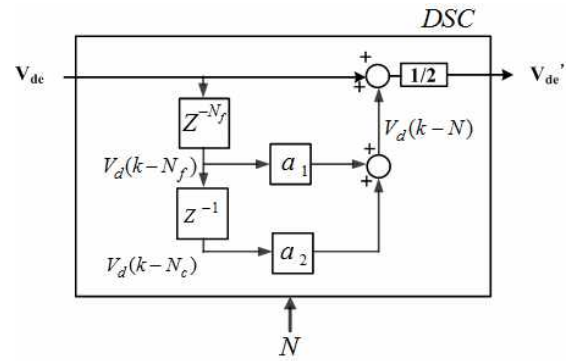 DSC
V_de
+
+
1/2
V_de'
Z^{-N_f}
V_d(k-N)
V_d(k-N_f)
a_1
+
+
Z^{-1}
a_2
V_d(k-N_c)
N